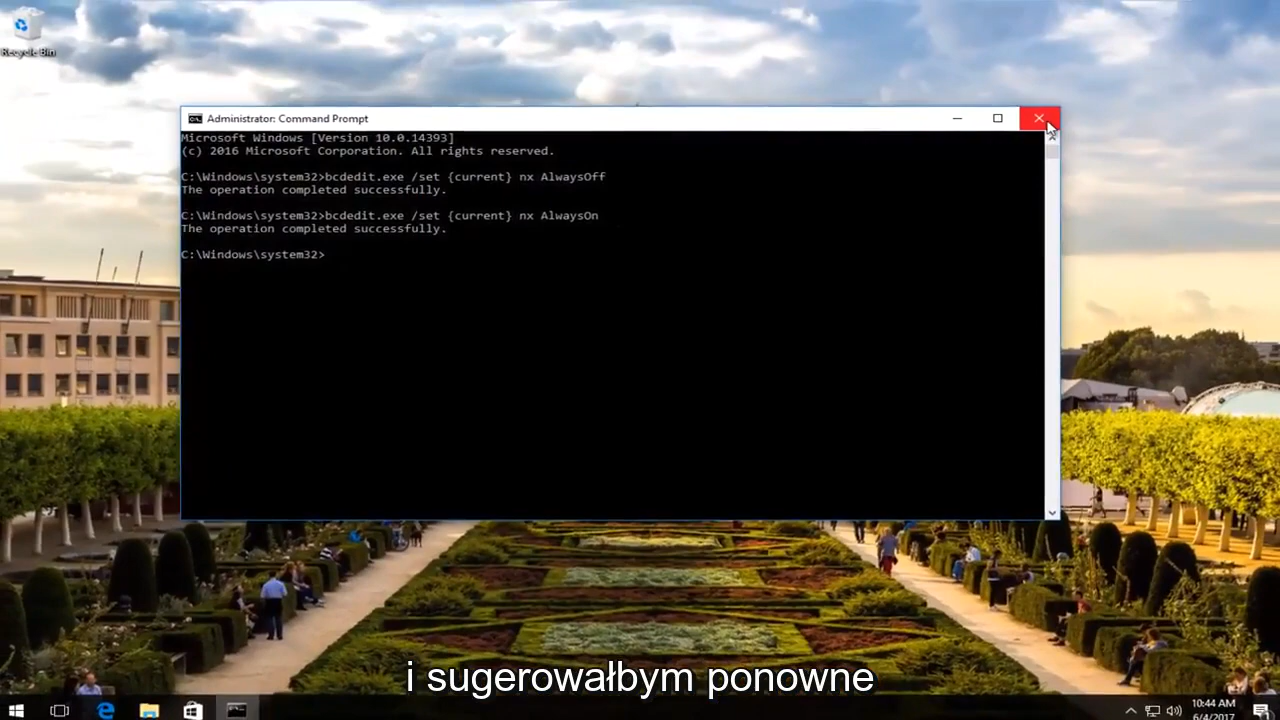 Recycle Bin
Administrator: Command Prompt
Microsoft Windows [Version 10.0.14393]
(c) 2016 Microsoft Corporation. All rights reserved.
C:\Windows\system32>bcdedit.exe /set {current} nx AlwaysOff
The operation completed successfully.
C:\Windows\system32>bcdedit.exe /set {current} nx AlwaysOn
The operation completed successfully.
C:\Windows\system32>
i sugerowałbym ponowne
10:44 AM
6/4/2017